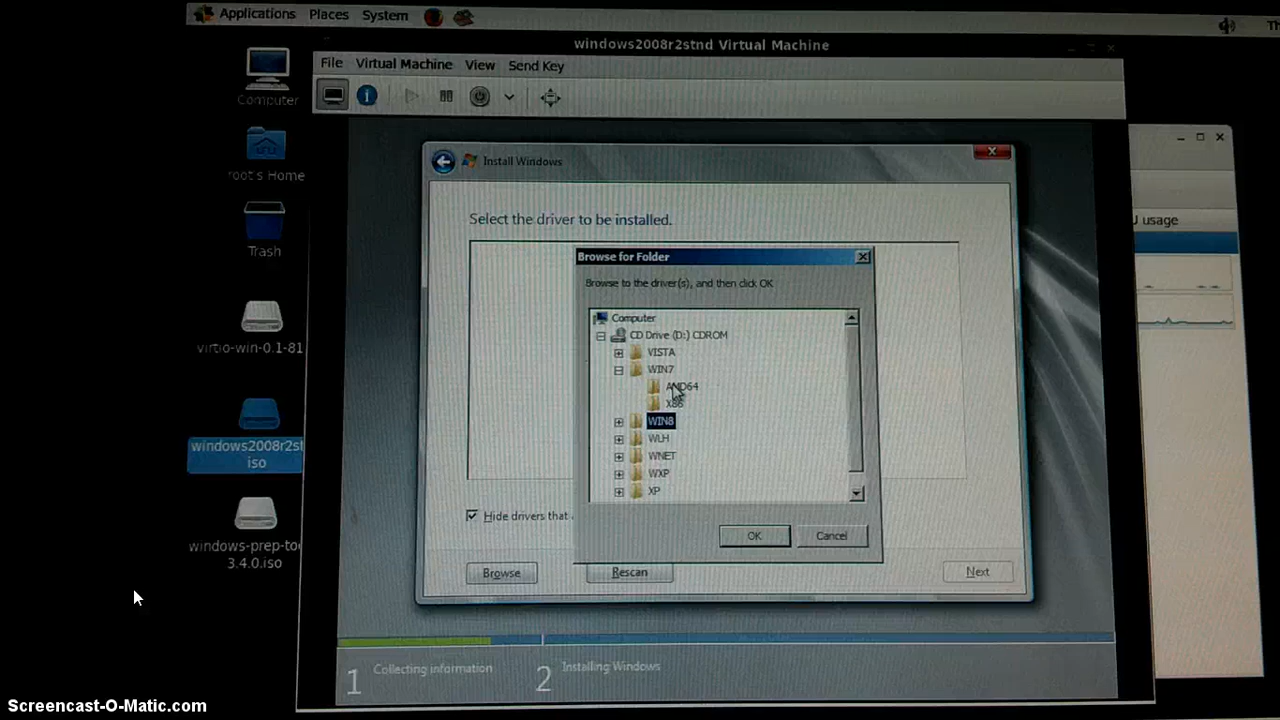 Applications Places System
Th
windows2008r2stnd Virtual Machine
File Virtual Machine View Send Key
Computer
root's Home
Trash
virtio-win-0.1-81
windows2008r2st
iso
windows-prep-to
3.4.0.iso
Install Windows
Select the driver to be installed.
U usage
Browse for Folder
Browse to the driver(s), and then click OK
Computer
CD Drive (D:) CDROM
VISTA
WIN7
AMD64
X86
WIN8
WLH
WNET
WXP
XP
Hide drivers that
OK Cancel
Browse Rescan Next
1 Collecting information 2 Installing Windows
Screencast-O-Matic.com